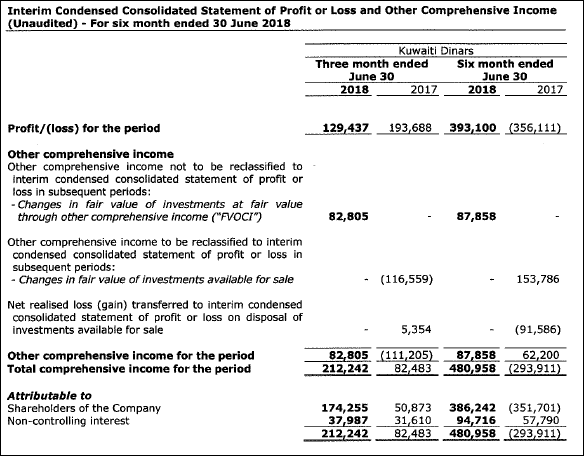 Interim Condensed Consolidated Statement of Profit or Loss and Other Comprehensive Income
(Unaudited) - For six month ended 30 June 2018
Kuwaiti Dinars
Three month ended Six month ended
June 30 June 30
2018 2017 2018 2017
Profit/(loss) for the period 129,437 193,688 393,100 (356,111)
Other comprehensive income
Other comprehensive income not to be reclassified to
interim condensed consolidated statement of profit or
loss in subsequent periods:
- Changes in fair value of investments at fair value
through other comprehensive income ("FVOCI") 82,805 - 87,858 -
Other comprehensive income to be reclassified to interim
condensed consolidated statement of profit or loss in
subsequent periods:
- Changes in fair value of investments available for sale - (116,559) - 153,786
Net realised loss (gain) transferred to interim condensed
consolidated statement of profit or loss on disposal of
investments available for sale - 5,354 - (91,586)
Other comprehensive income for the period 82,805 (111,205) 87,858 62,200
Total comprehensive income for the period 212,242 82,483 480,958 (293,911)
Attributable to
Shareholders of the Company 174,255 50,873 386,242 (351,701)
Non-controlling interest 37,987 31,610 94,716 57,790
212,242 82,483 480,958 (293,911)